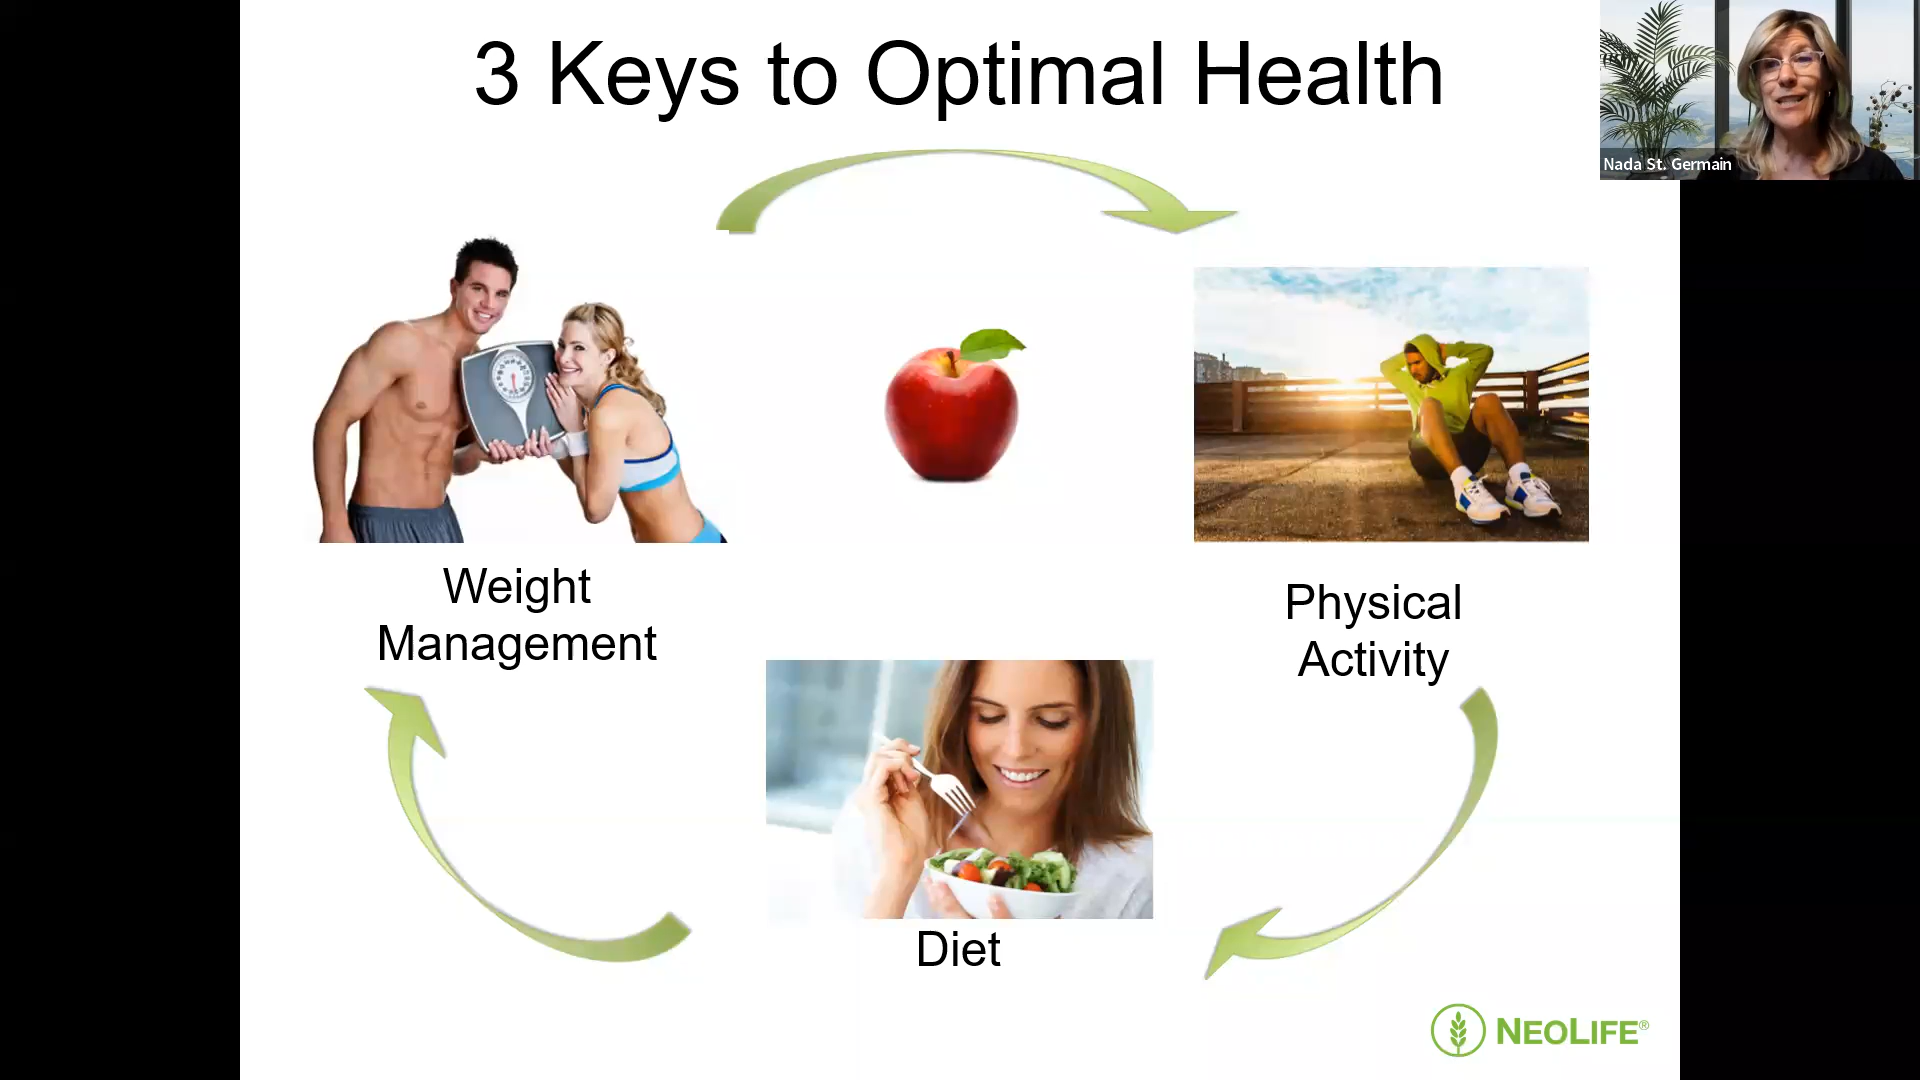 3 Keys to Optimal Health
Nada St. Germain
Weight
Management
Physical
Activity
Diet
NEOLIFE®